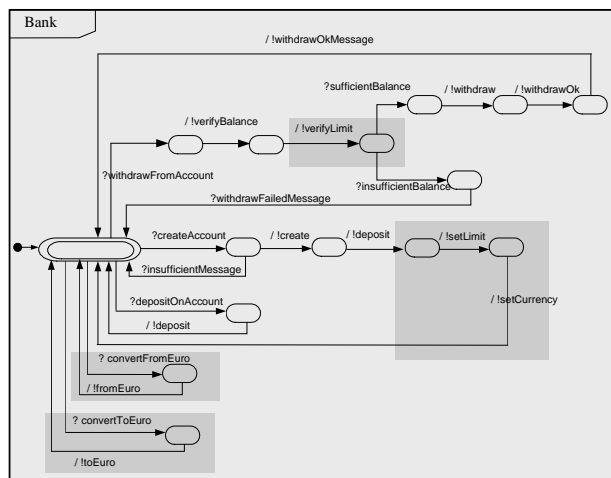 Bank
/ !withdrawOkMessage
?sufficientBalance
/ !withdraw
/ !withdrawOk
/ !verifyBalance
/ !verifyLimit
?withdrawFromAccount
?insufficientBalance
?withdrawFailedMessage
?createAccount
/ !create
/ !deposit
/ !setLimit
?insufficientMessage
?depositOnAccount
/ !setCurrency
/ !deposit
? convertFromEuro
/ !fromEuro
? convertToEuro
/ !toEuro